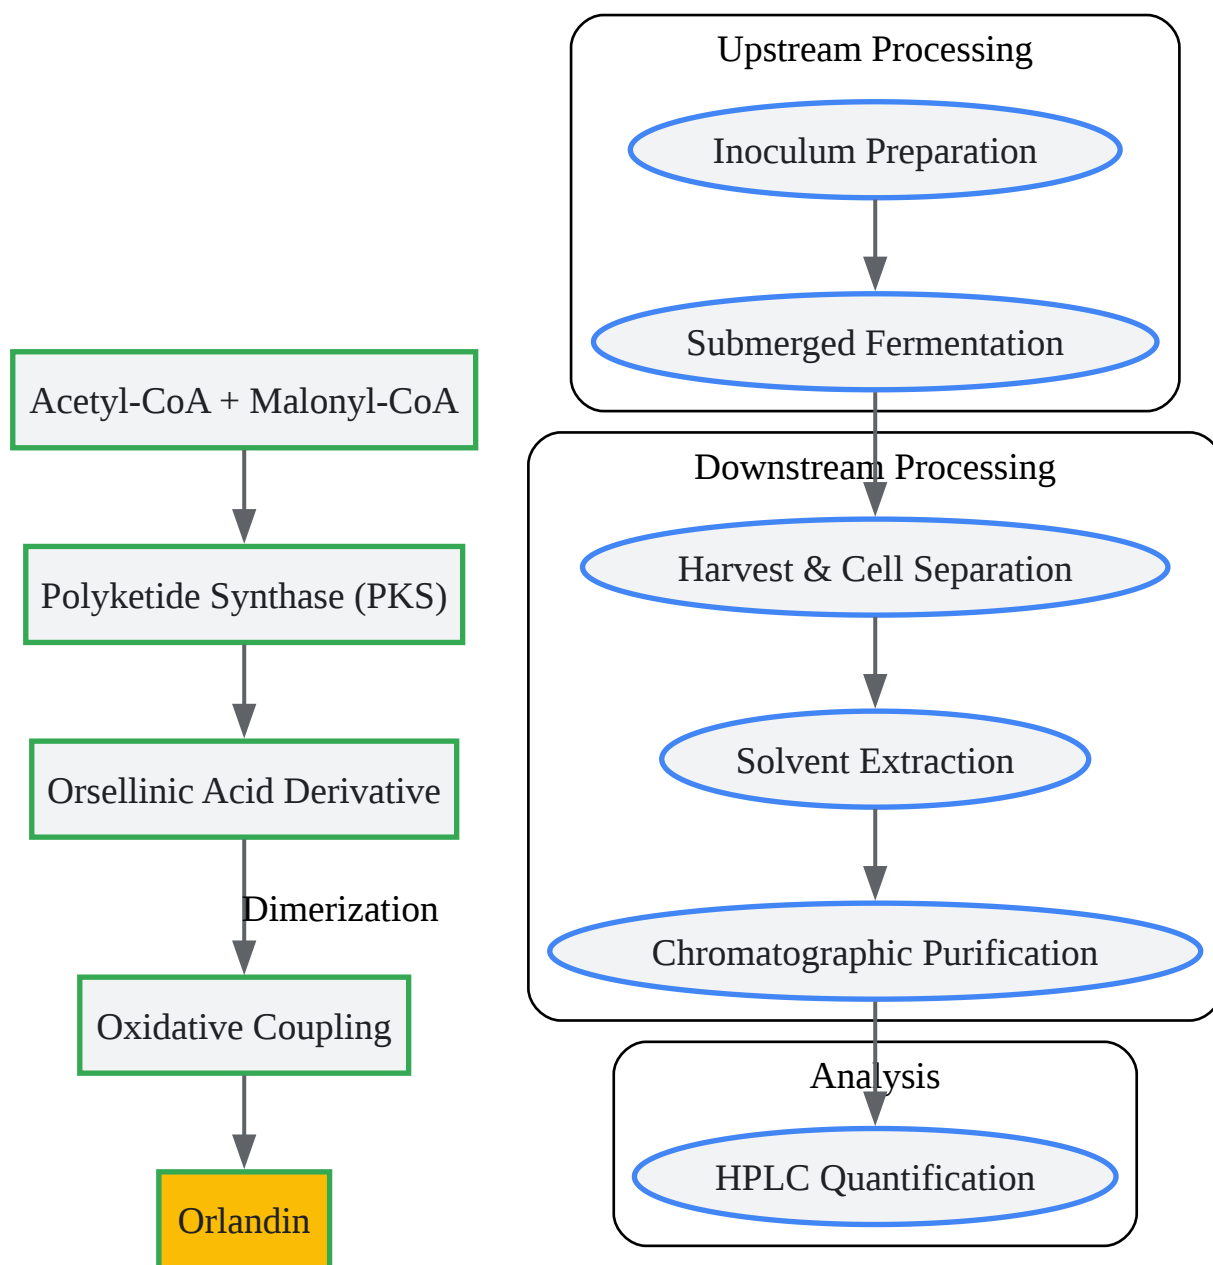 Acetyl-CoA + Malonyl-CoA
Polyketide Synthase (PKS)
Orsellinic Acid Derivative
Dimerization
Oxidative Coupling
Orlandin
Upstream Processing
Inoculum Preparation
Submerged Fermentation
Downstream Processing
Harvest & Cell Separation
Solvent Extraction
Chromatographic Purification
Analysis
HPLC Quantification